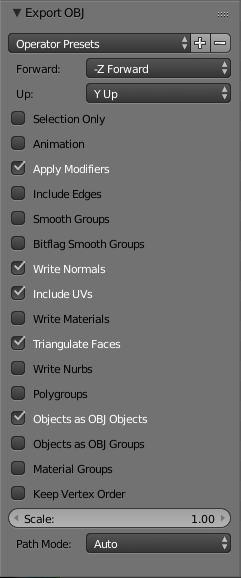 Export OBJ
Operator Presets
Forward: -Z Forward
Up: Y Up
Selection Only
Animation
Apply Modifiers
Include Edges
Smooth Groups
Bitflag Smooth Groups
Write Normals
Include UVs
Write Materials
Triangulate Faces
Write Nurbs
Polygroups
Objects as OBJ Objects
Objects as OBJ Groups
Material Groups
Keep Vertex Order
Scale: 1.00
Path Mode: Auto